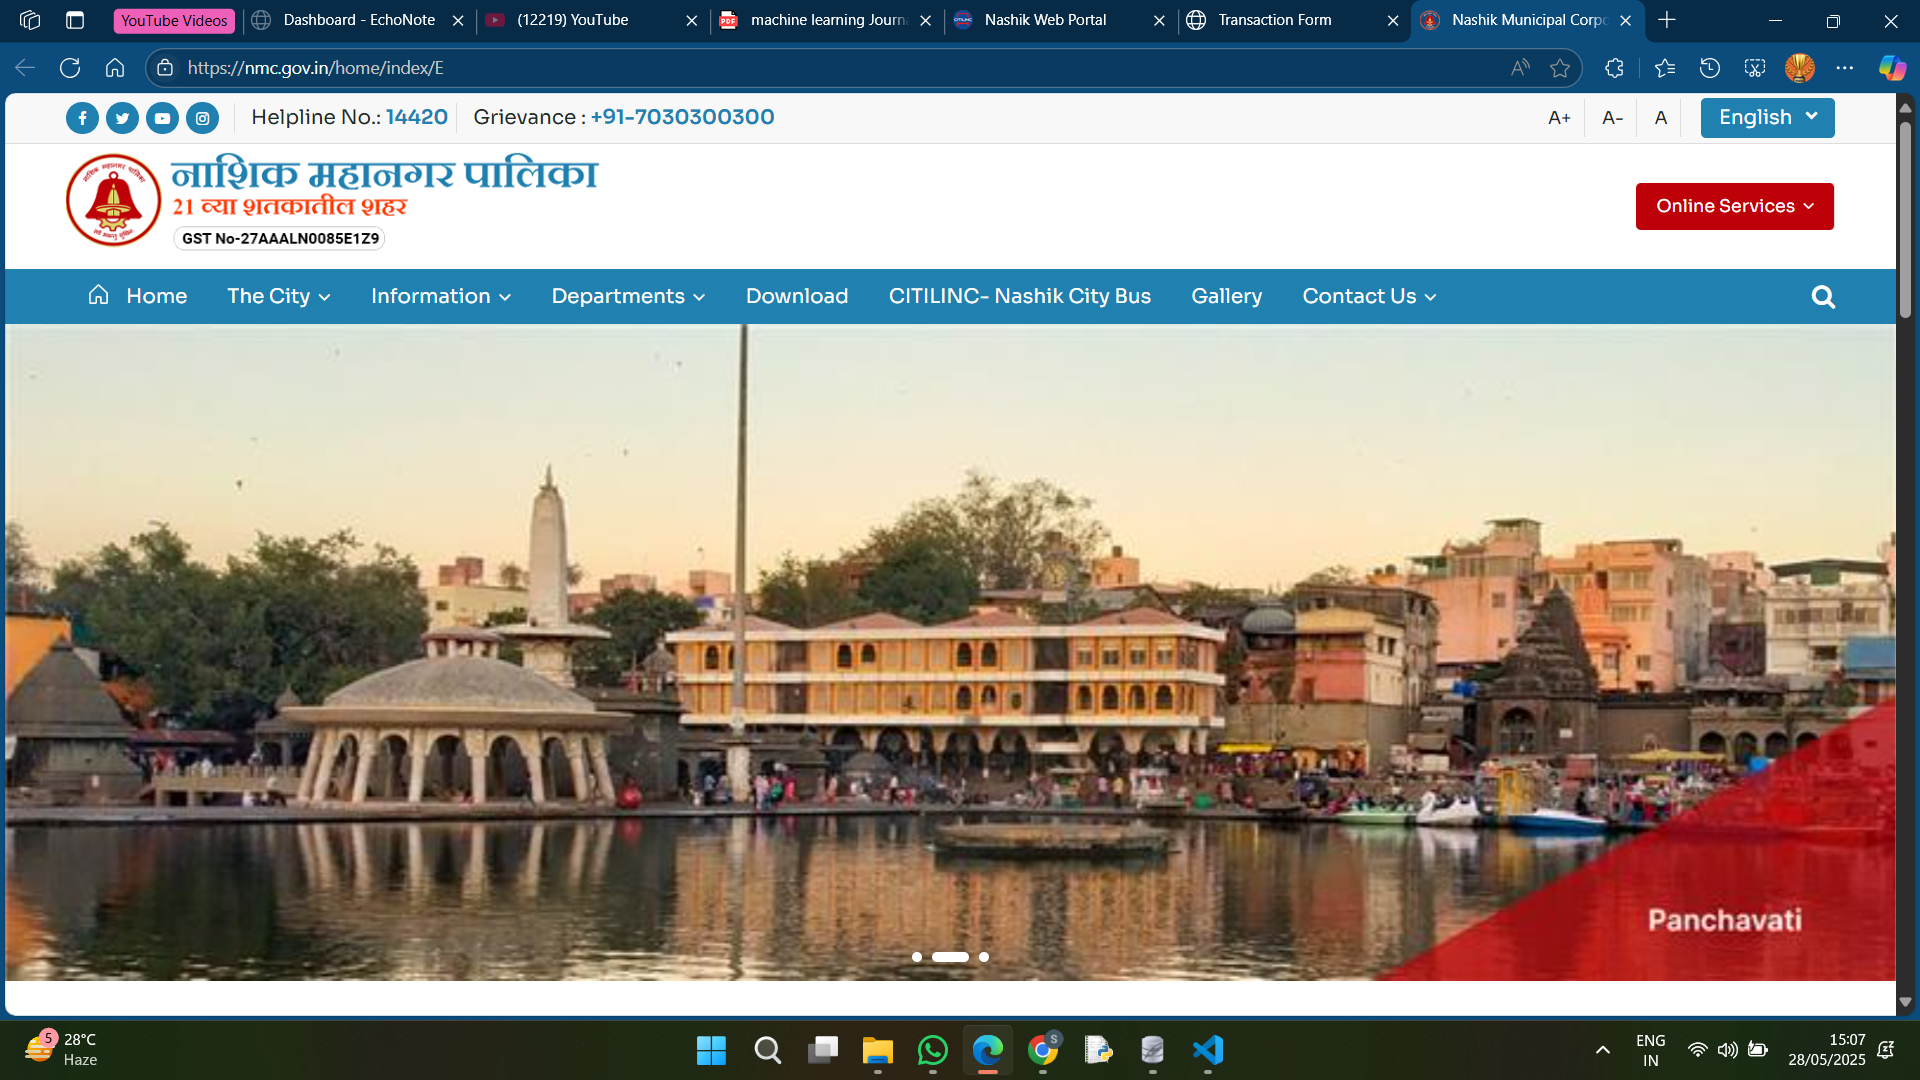 YouTube Videos
Dashboard - EchoNote
(12219) YouTube
machine learning Journ
Nashik Web Portal
Transaction Form
Nashik Municipal Corpo
https://nmc.gov.in/home/index/E
Helpline No.: 14420
Grievance : +91-7030300300
A+
A-
A
English
नाशिक महानगर पालिका
21 व्या शतकातील शहर
GST No-27AAALN0085E1Z9
Online Services
Home
The City
Information
Departments
Download
CITILINC- Nashik City Bus
Gallery
Contact Us
Panchavati
5
28°C
Haze
S
ENG
IN
15:07
28/05/2025